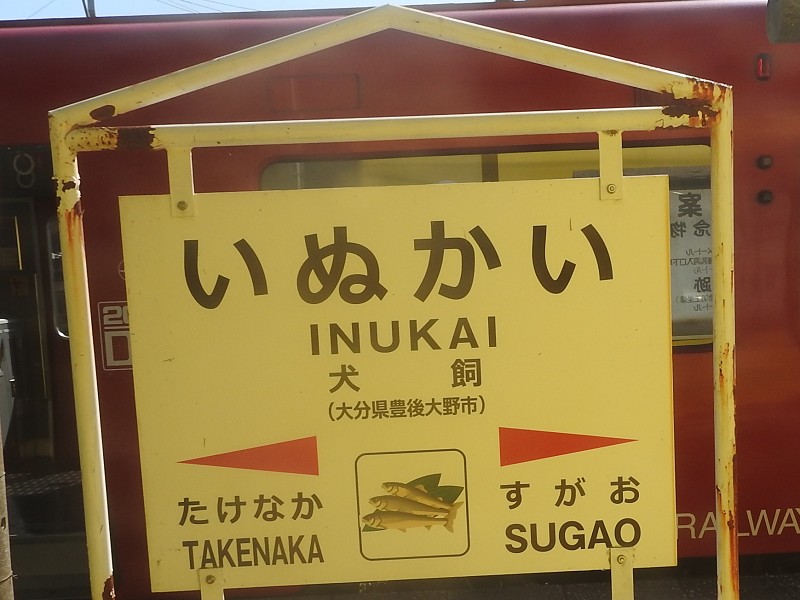 いぬかい
INUKAI
犬飼
(大分県豊後大野市)
たけなか
TAKENAKA
すがお
SUGAO
RAILWA